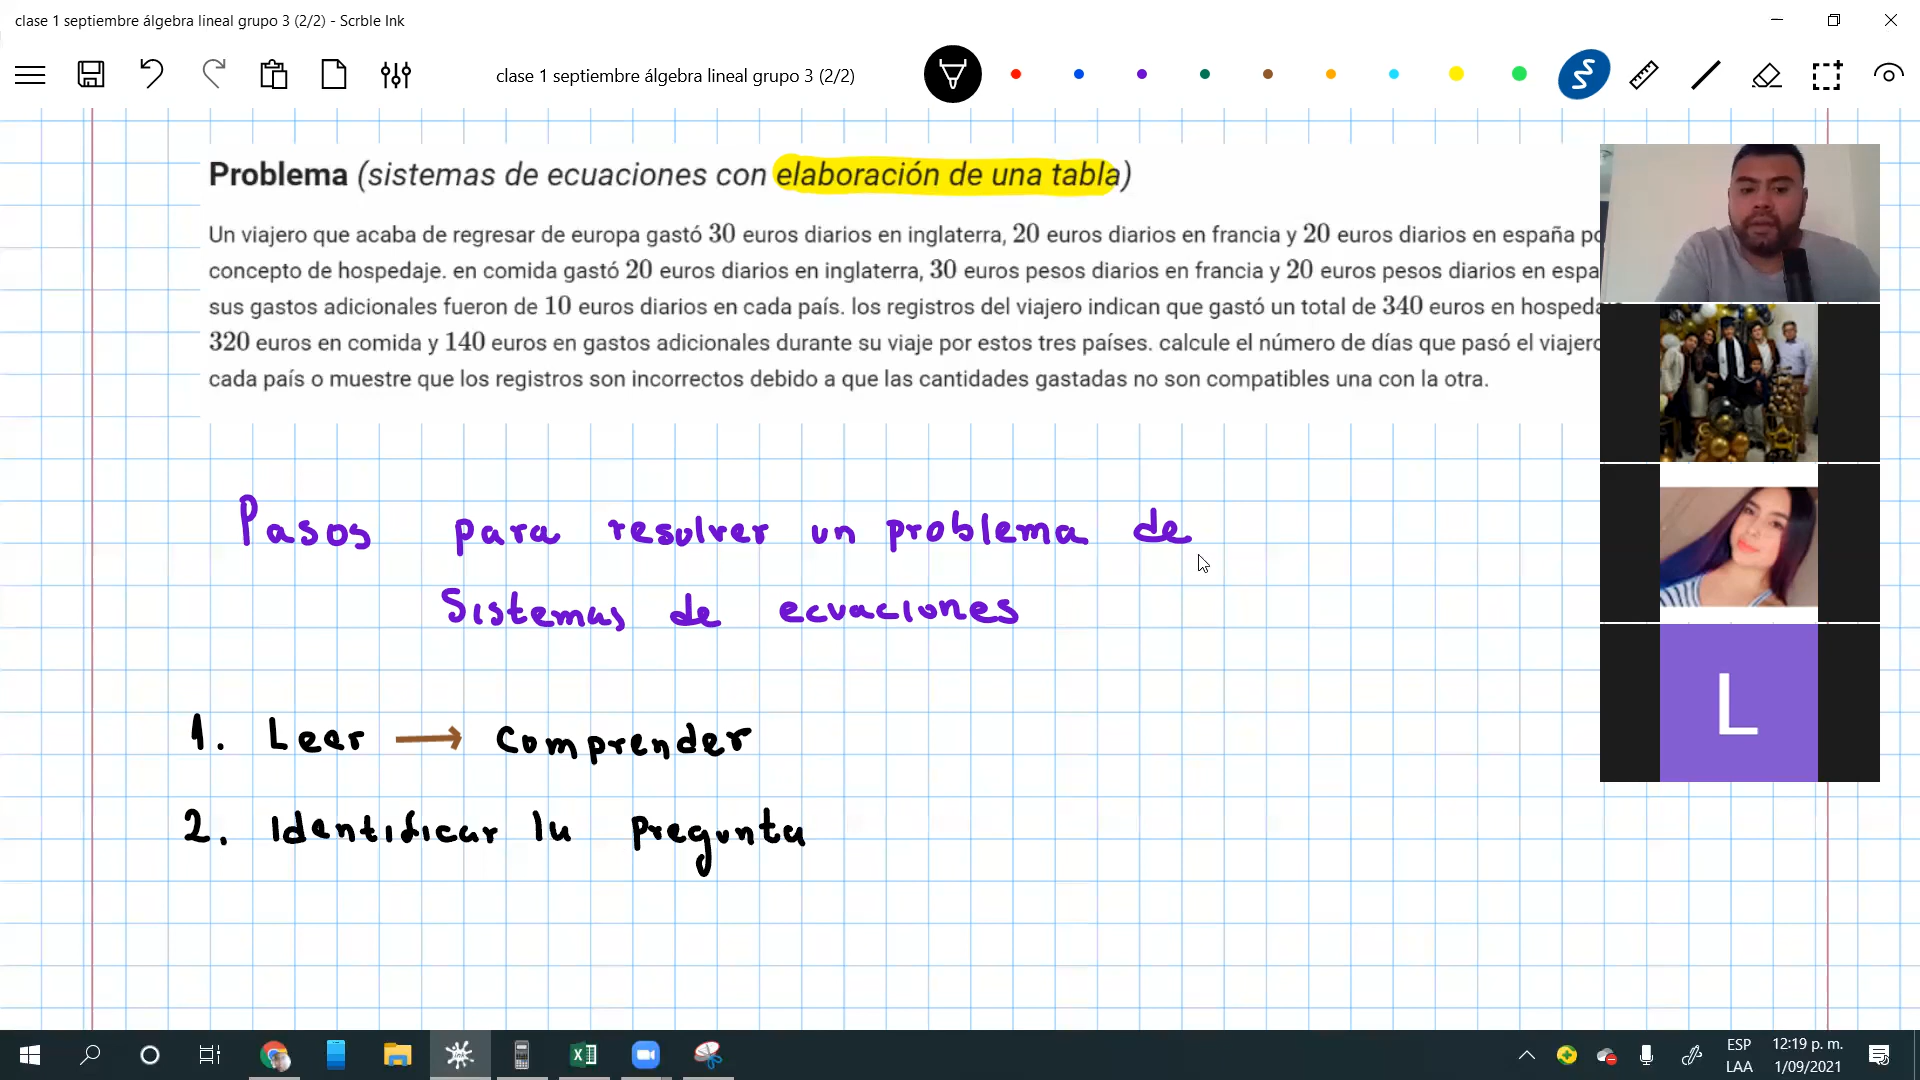 clase 1 septiembre álgebra lineal grupo 3 (2/2) - Scrble Ink
clase 1 septiembre álgebra lineal grupo 3 (2/2)
Problema (sistemas de ecuaciones con elaboración de una tabla)
Un viajero que acaba de regresar de europa gastó 30 euros diarios en inglaterra, 20 euros diarios en francia y 20 euros diarios en españa
concepto de hospedaje. en comida gastó 20 euros diarios en inglaterra, 30 euros pesos diarios en francia y 20 euros pesos diarios en
sus gastos adicionales fueron de 10 euros diarios en cada país. los registros del viajero indican que gastó un total de 340 euros en
320 euros en comida y 140 euros en gastos adicionales durante su viaje por estos tres países. calcule el número de días que pasó el viajero
cada país o muestre que los registros son incorrectos debido a que las cantidades gastadas no son compatibles una con la otra.
Pasos para resolver un problema de
Sistemas de ecuaciones
1. Leer → comprender
2. Identificar la pregunta
L
ESP
LAA
12:19 p. m.
1/09/2021